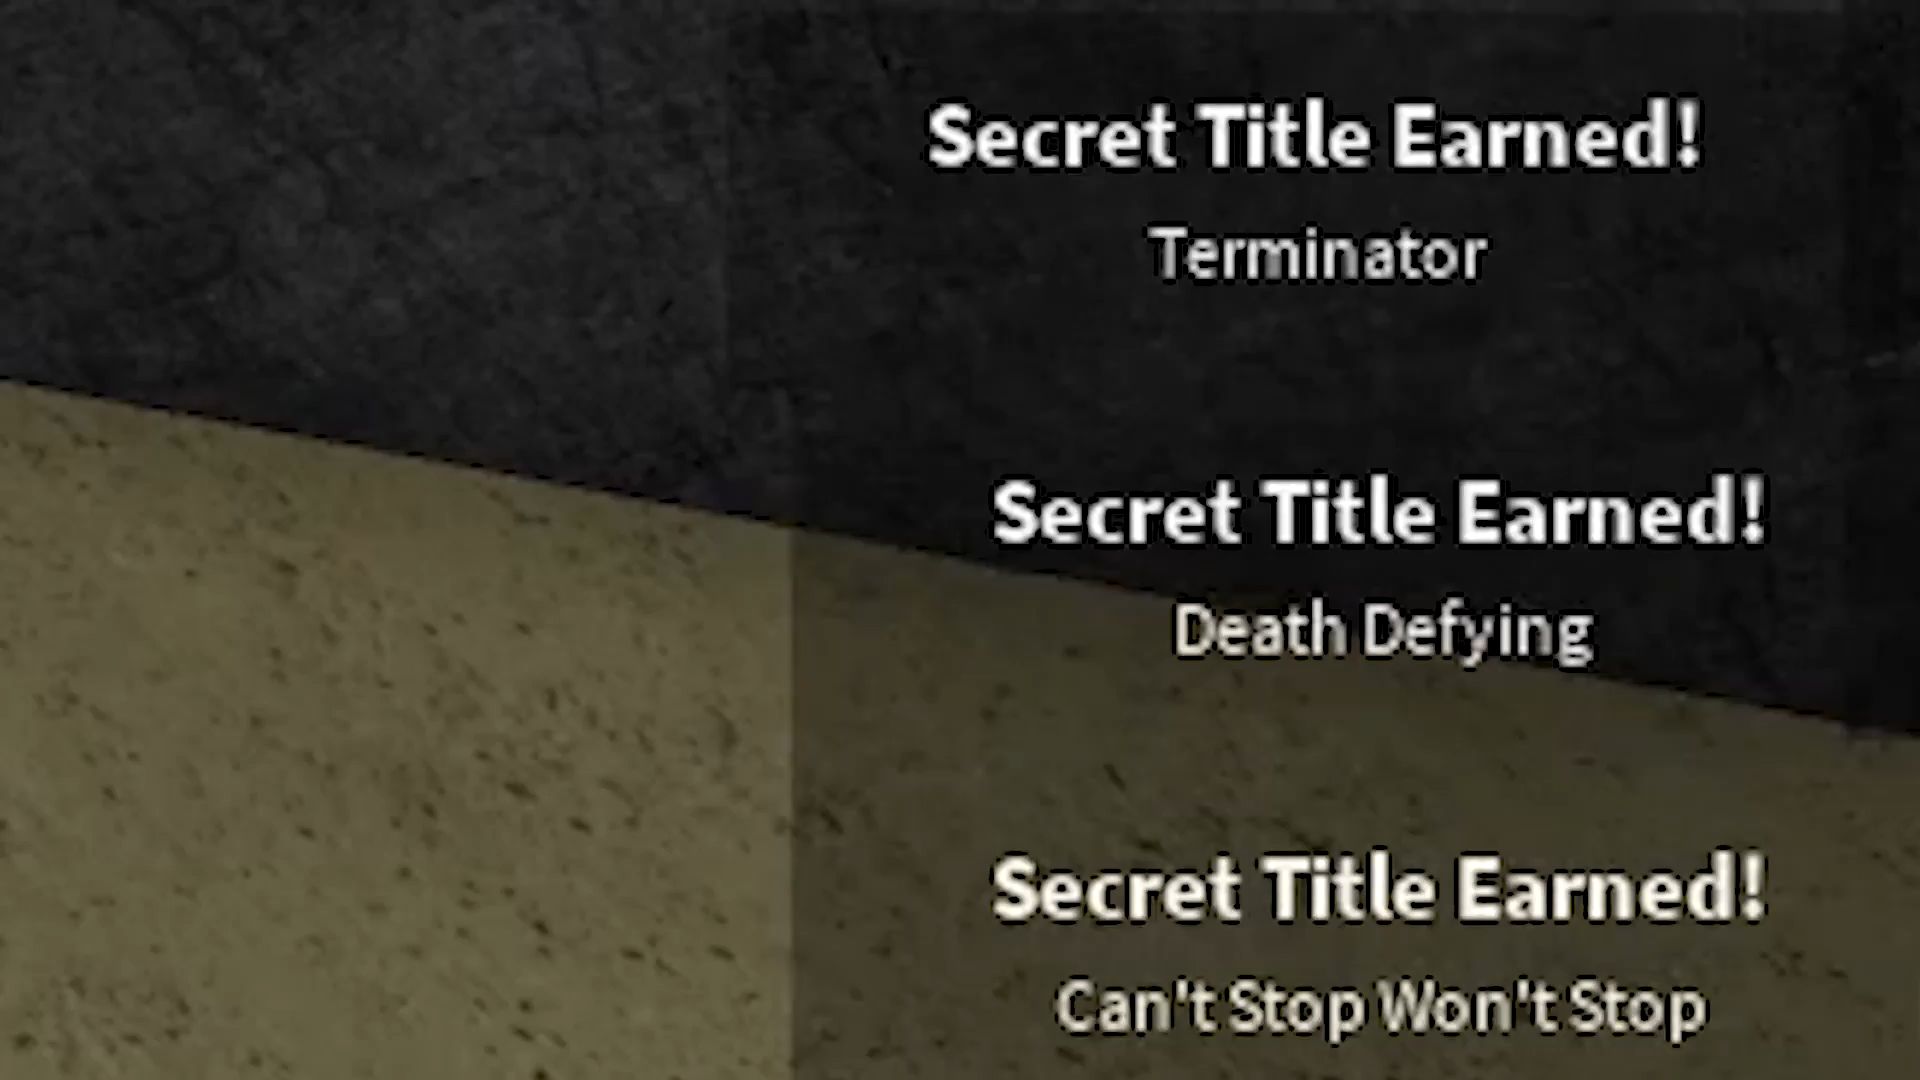 Secret Title Earned!
Terminator
Secret Title Earned!
Death Defying
Secret Title Earned!
Can't Stop Won't Stop